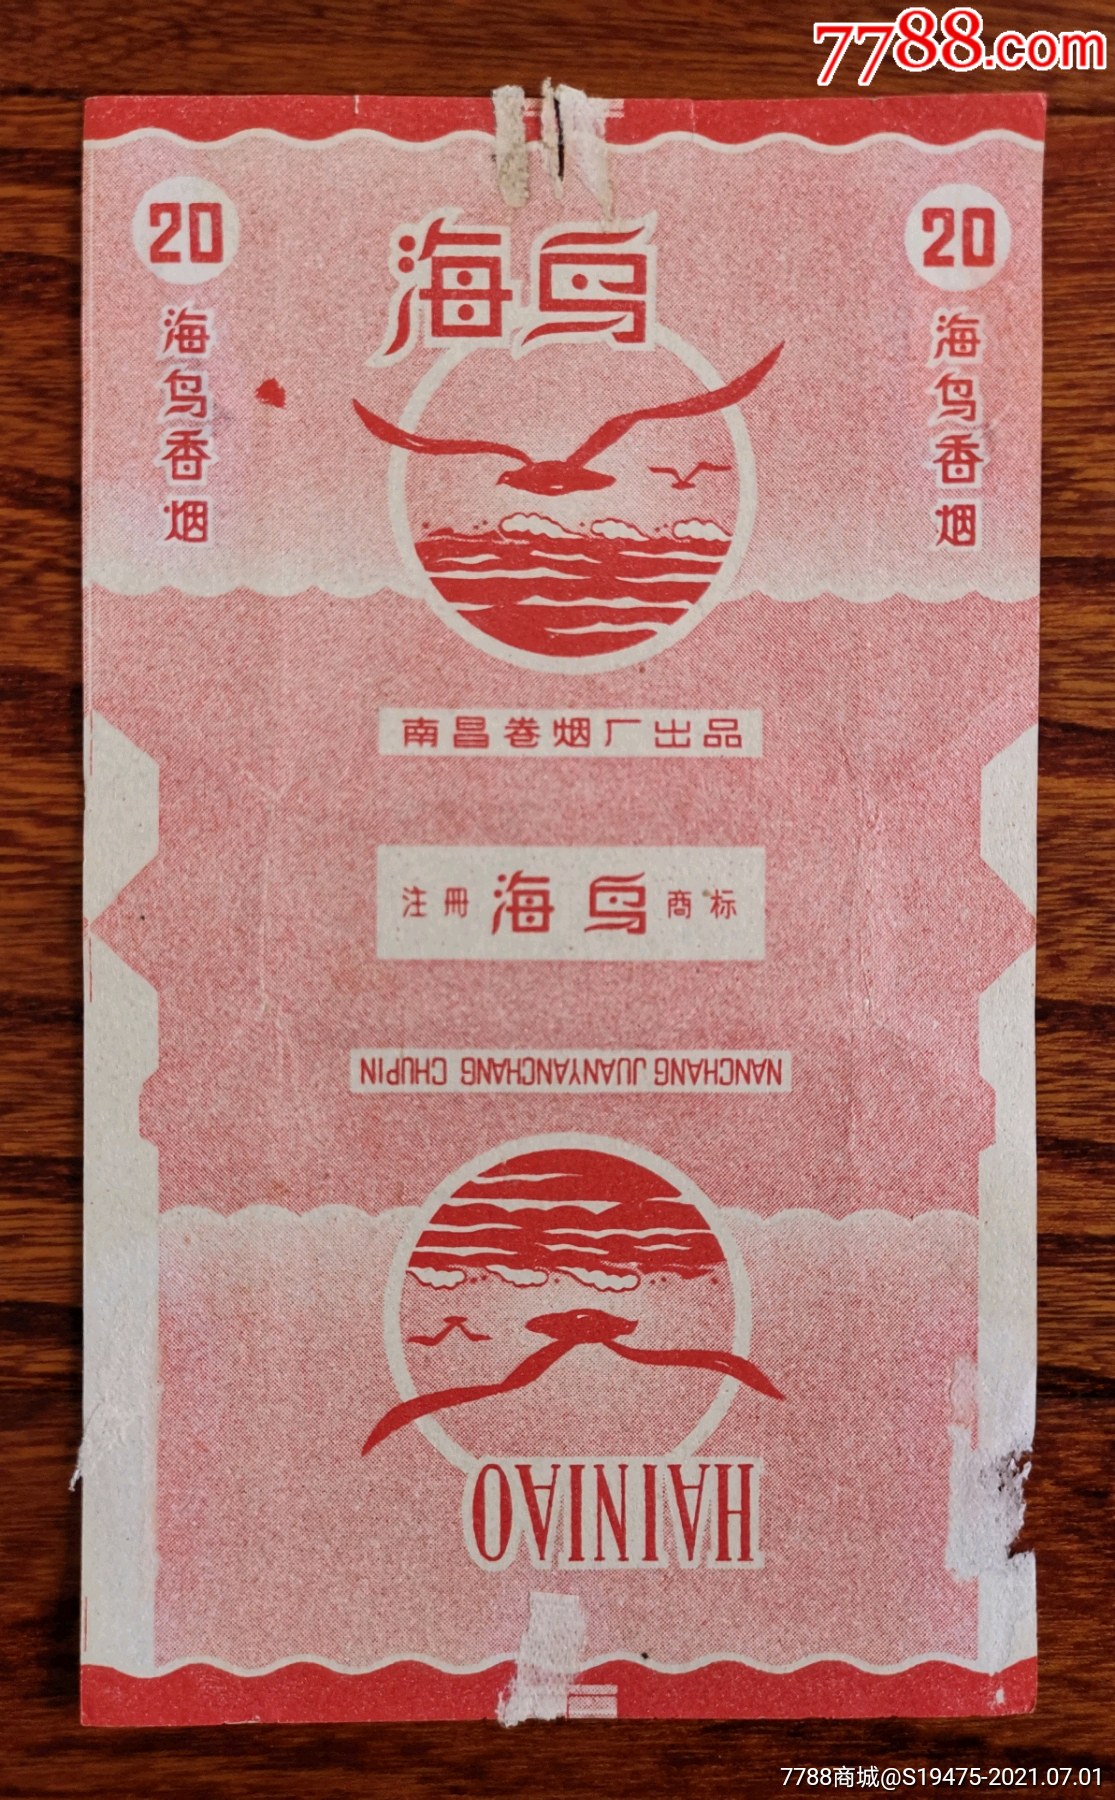 7788.com
20
20
海鸟
海鸟香烟
海鸟香烟
南昌卷烟厂出品
注册 海鸟 商标
NANCHANG JUANYANCHANG CHUPIN
HAINIAO
7788商城@S19475-2021.07.01